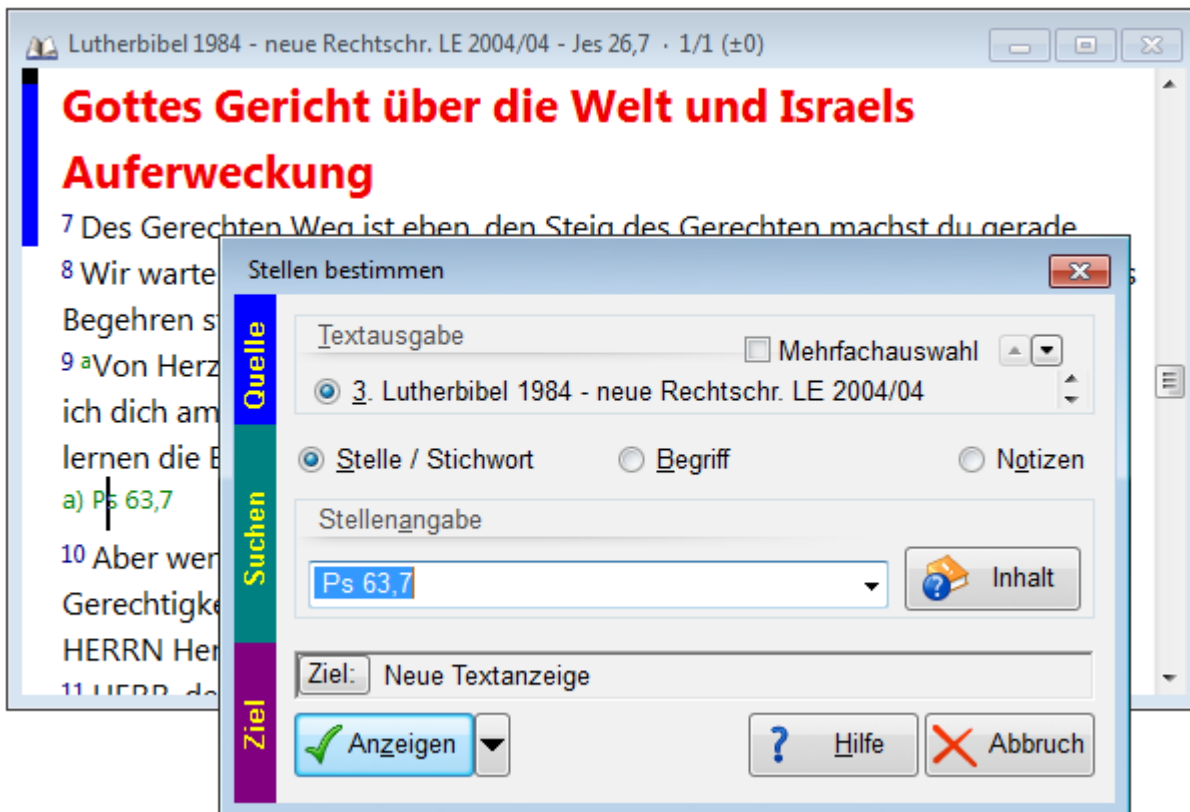 Lutherbibel 1984 - neue Rechtschr. LE 2004/04 - Jes 26,7 · 1/1 (±0)
Gottes Gericht über die Welt und Israels
Auferweckung
7 Des Gerechten Weg ist eben, den Steig des Gerechten machst du gerade
8 Wir warte
Begehren
9 aVon Herz
ich dich am
lernen die
a) Ps 63,7
10 Aber wer
Gerechtigke
HERRN Her
11 HERR
Stellen bestimmen
Quelle
Textausgabe
Mehrfachauswahl
3. Lutherbibel 1984 - neue Rechtschr. LE 2004/04
Suchen
Stelle / Stichwort Begriff Notizen
Stellenangabe
Ps 63,7
Inhalt
Ziel
Ziel: Neue Textanzeige
Anzeigen Hilfe Abbruch